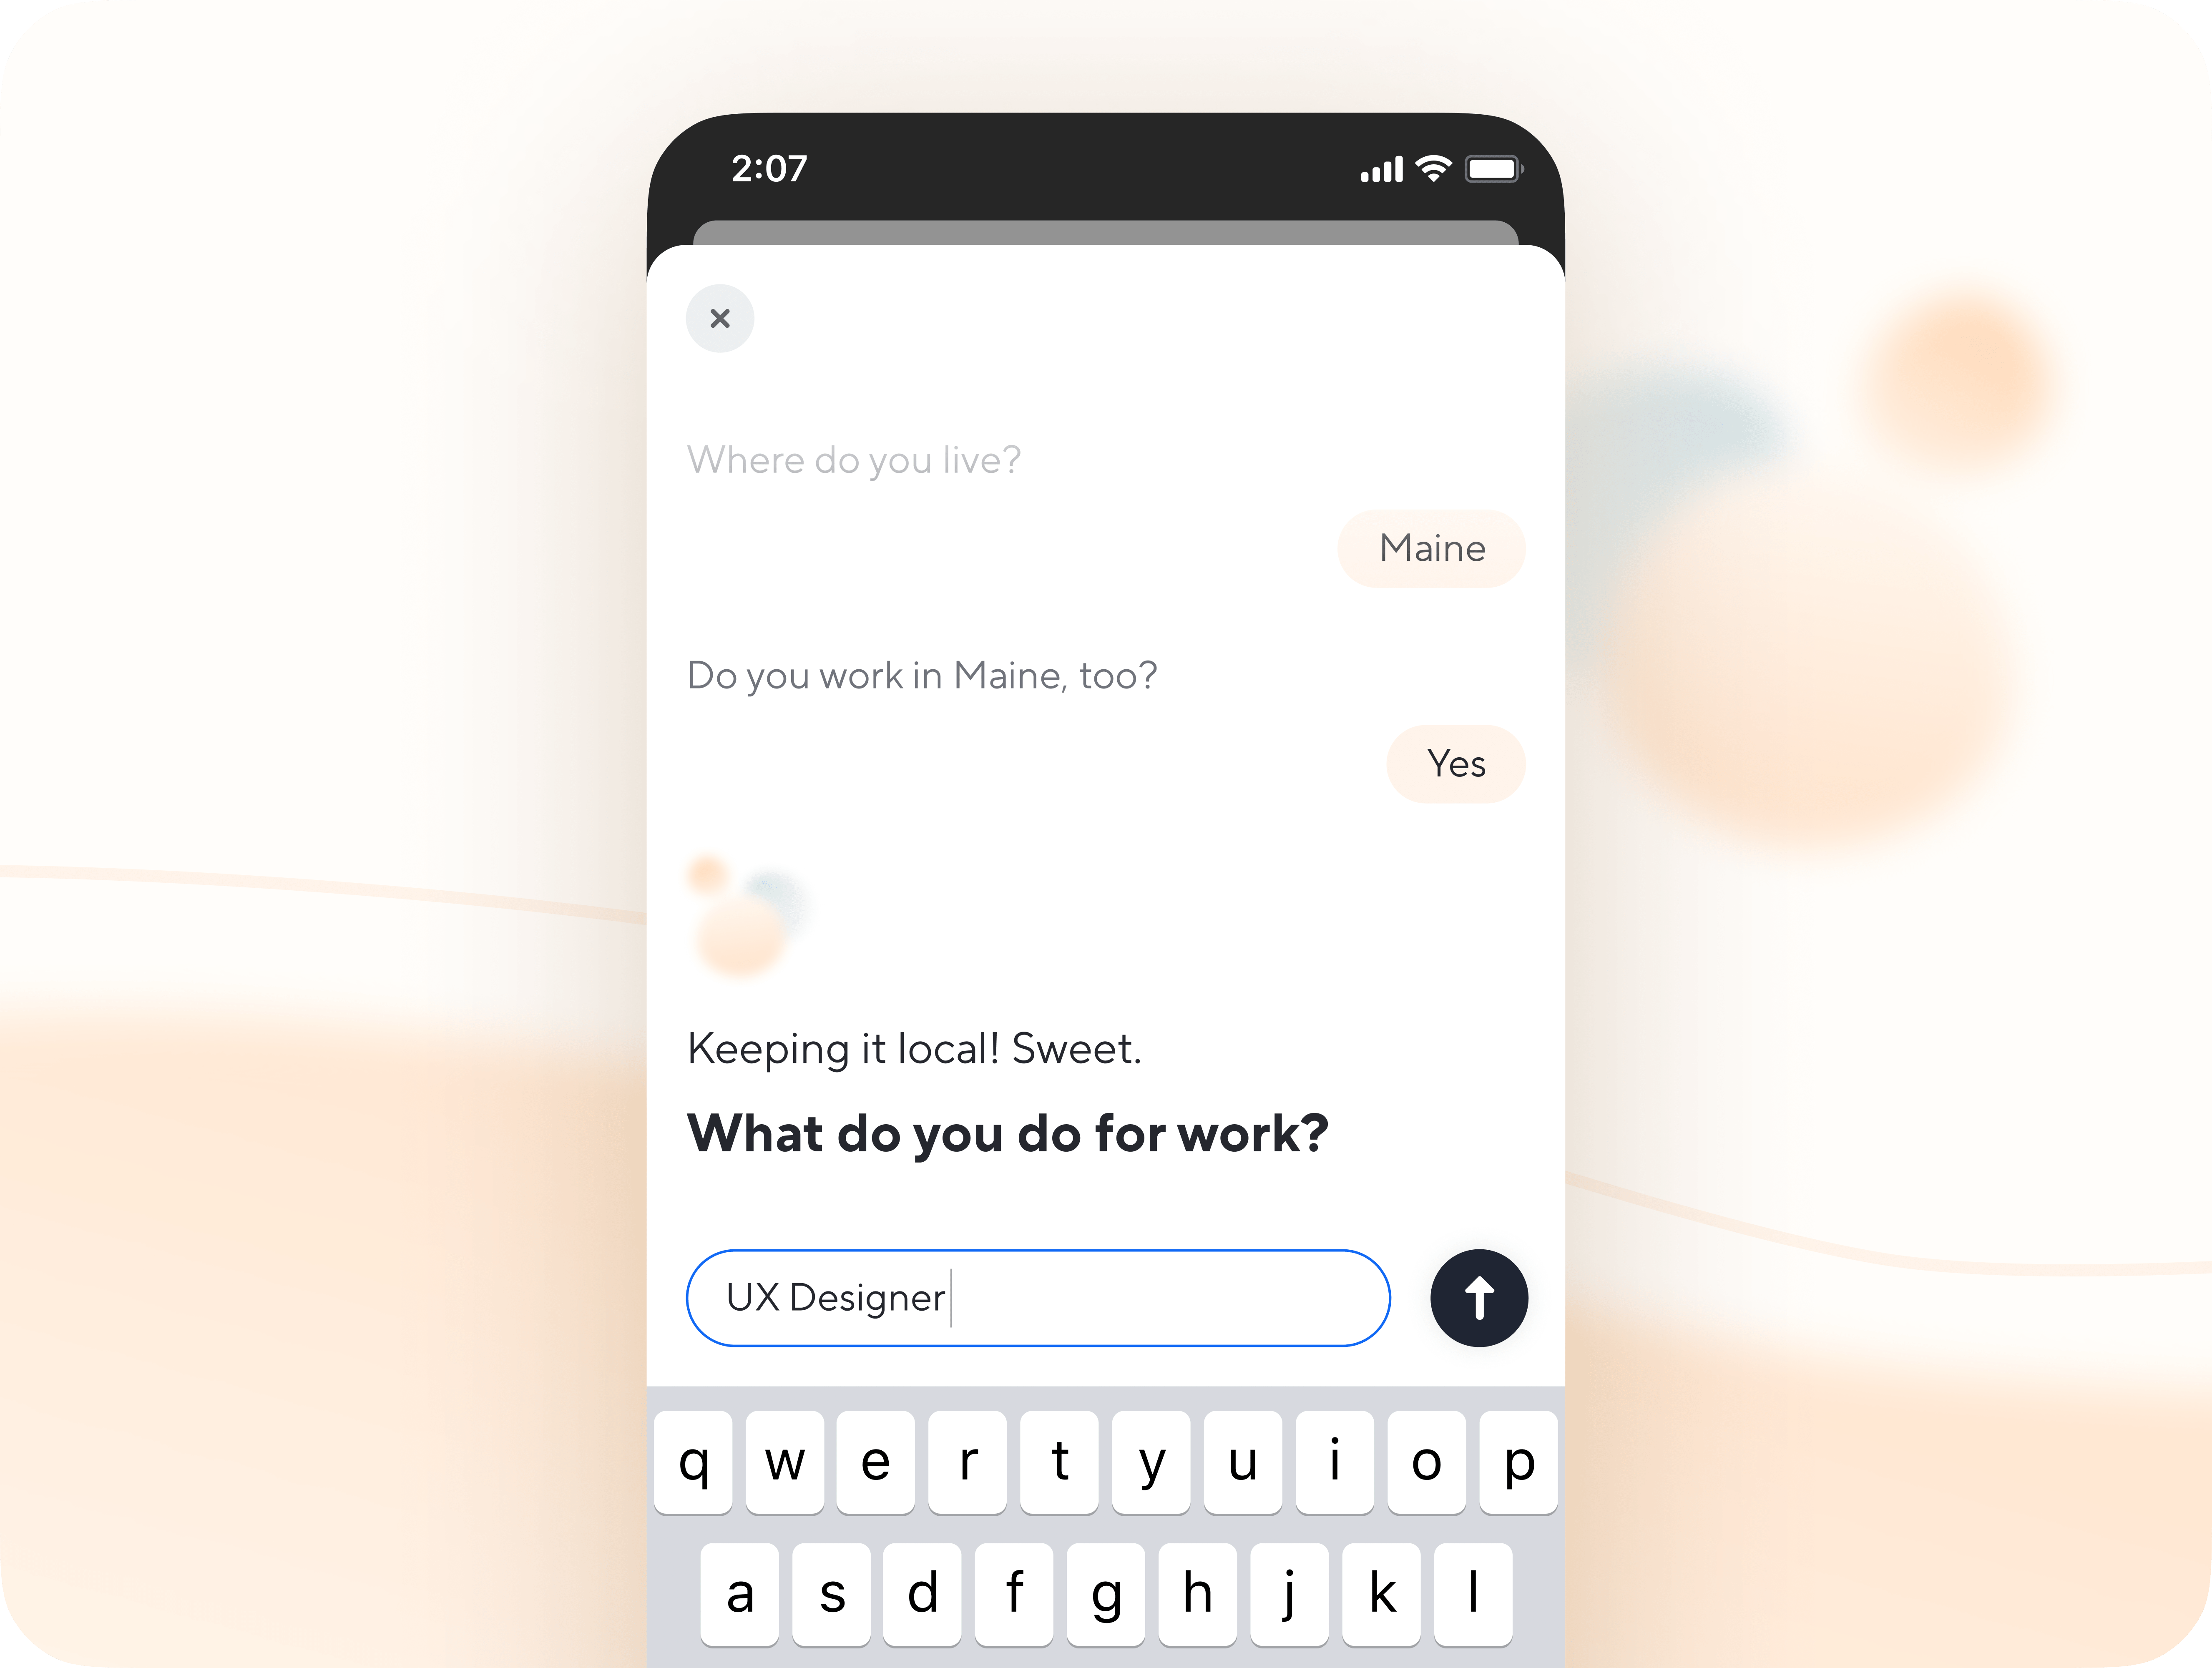 2:07
Where do you live?
Maine
Do you work in Maine, too?
Yes
Keeping it local! Sweet.
What do you do for work?
UX Designer
q w e r t y u i o p
a s d f g h j k l